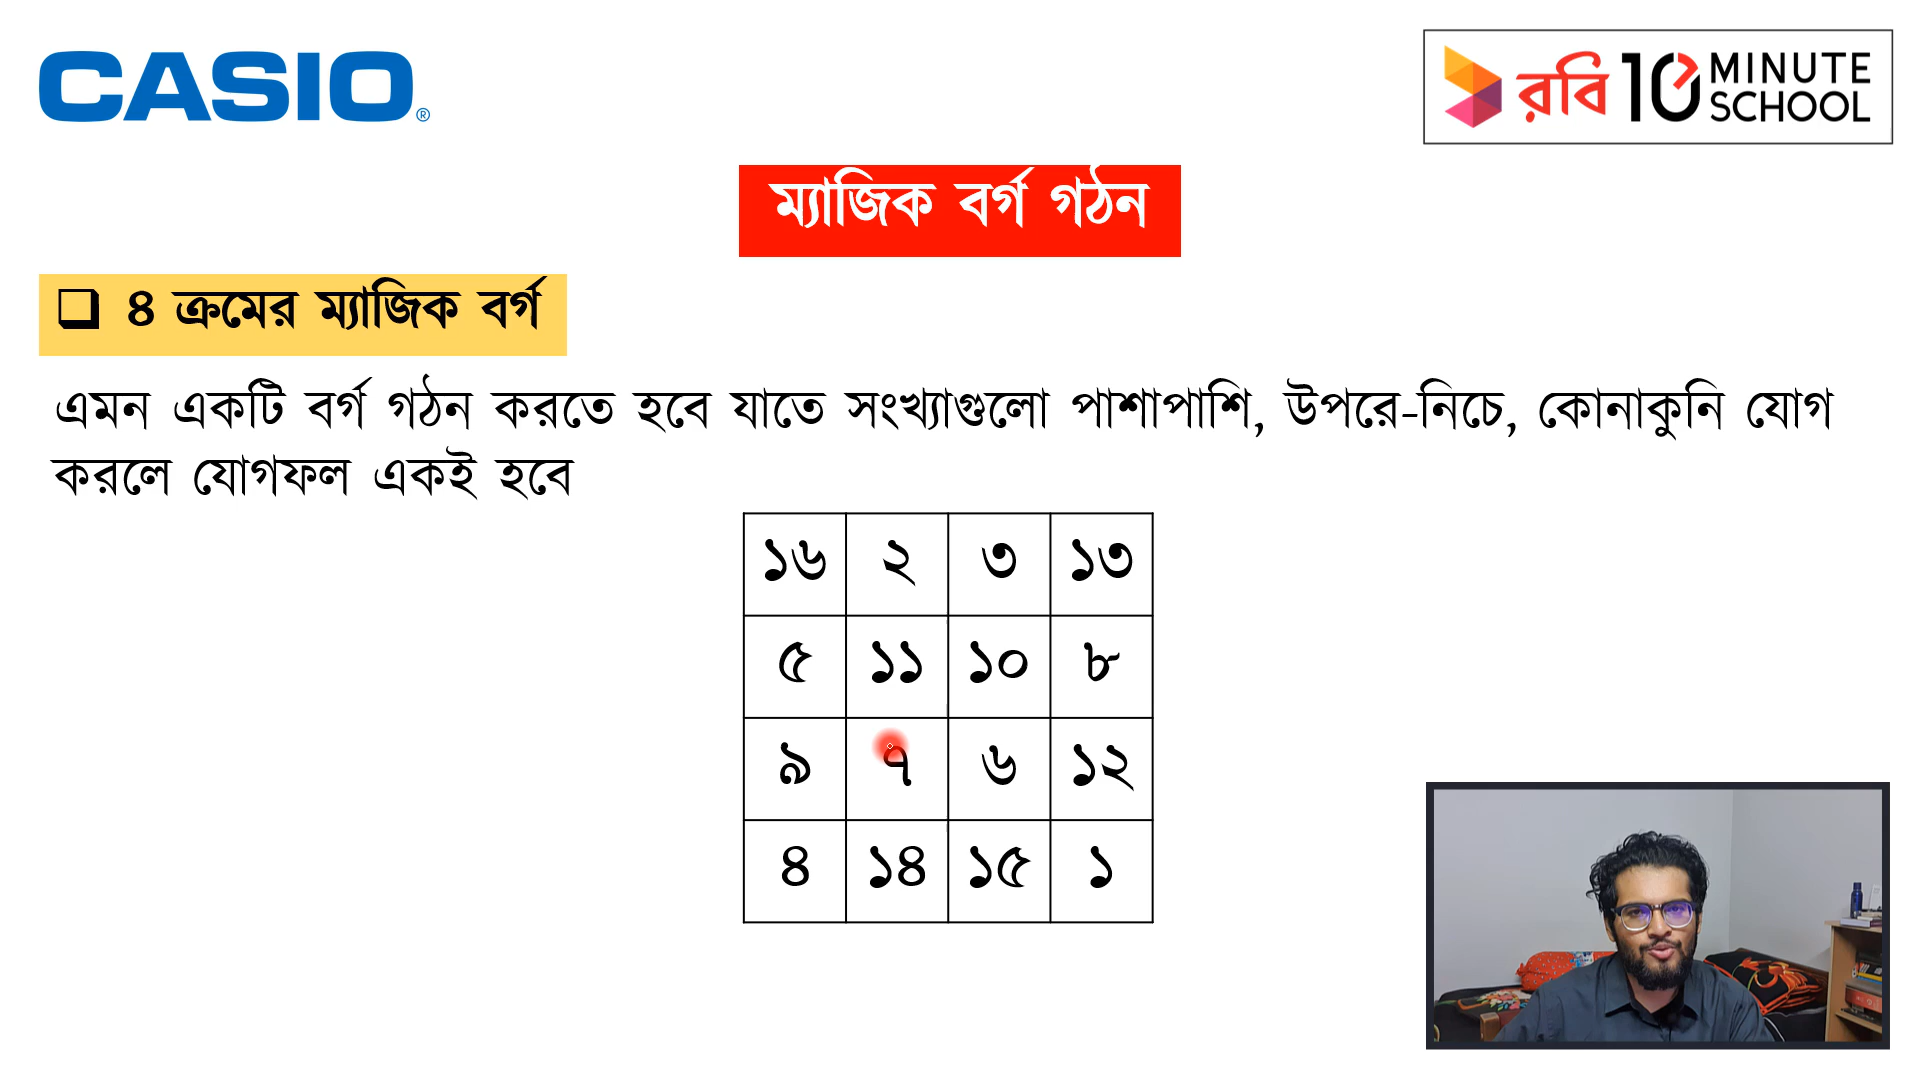 CASIO®
রবি 10 MINUTE SCHOOL
ম্যাজিক বর্গ গঠন
❑ ৪ ক্রমের ম্যাজিক বর্গ
এমন একটি বর্গ গঠন করতে হবে যাতে সংখ্যাগুলো পাশাপাশি, উপরে-নিচে, কোনাকুনি যোগ
করলে যোগফল একই হবে
১৬ ২ ৩ ১৩
৫ ১১ ১০ ৮
৯ ৭ ৬ ১২
৪ ১৪ ১৫ ১